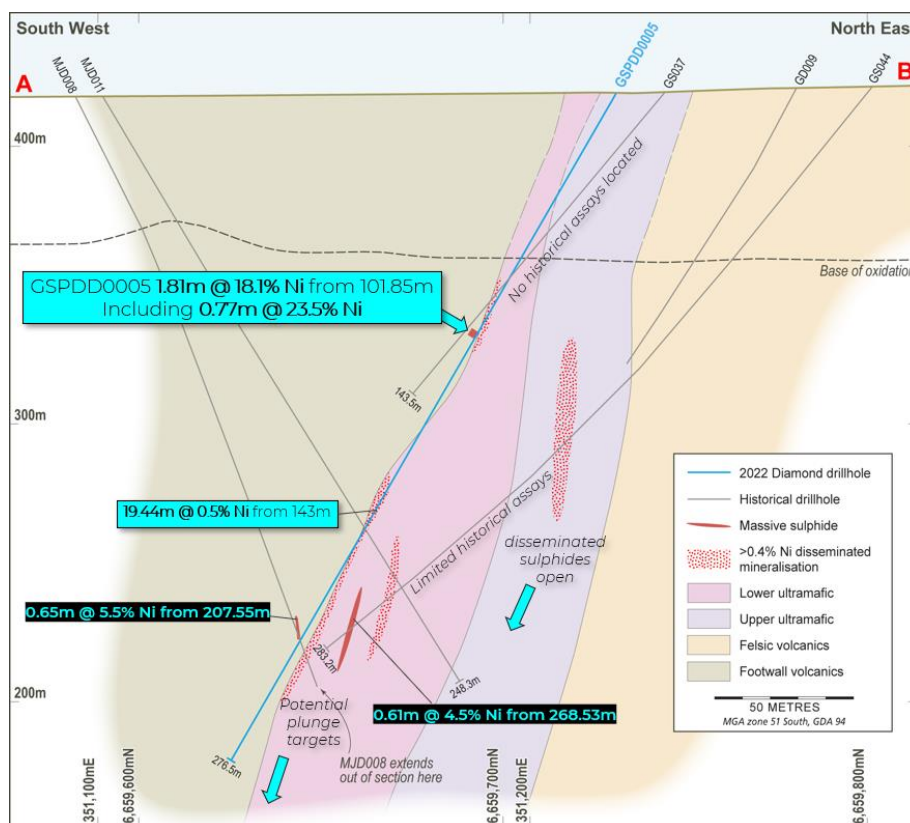 South West
North East
A
B
MJD008
MJD011
GSPDD0005
GS037
GD009
GS044
400m
No historical assays located
Base of oxidation
GSPDD0005 1.81m @ 18.1% Ni from 101.85m
Including 0.77m @ 23.5% Ni
143.5m
300m
19.44m @ 0.5% Ni from 143m
Limited historical assays
disseminated
sulphides
open
0.65m @ 5.5% Ni from 207.55m
283.2m
248.3m
200m
Potential
plunge
targets
0.61m @ 4.5% Ni from 268.53m
276.5m
MJD008 extends
out of section here
2022 Diamond drillhole
Historical drillhole
Massive sulphide
>0.4% Ni disseminated
mineralisation
Lower ultramafic
Upper ultramafic
Felsic volcanics
Footwall volcanics
50 METRES
MGA zone 51 South, GDA 94
351,100mE
6,659,600mN
6,659,700mN
351,200mE
6,659,800mN